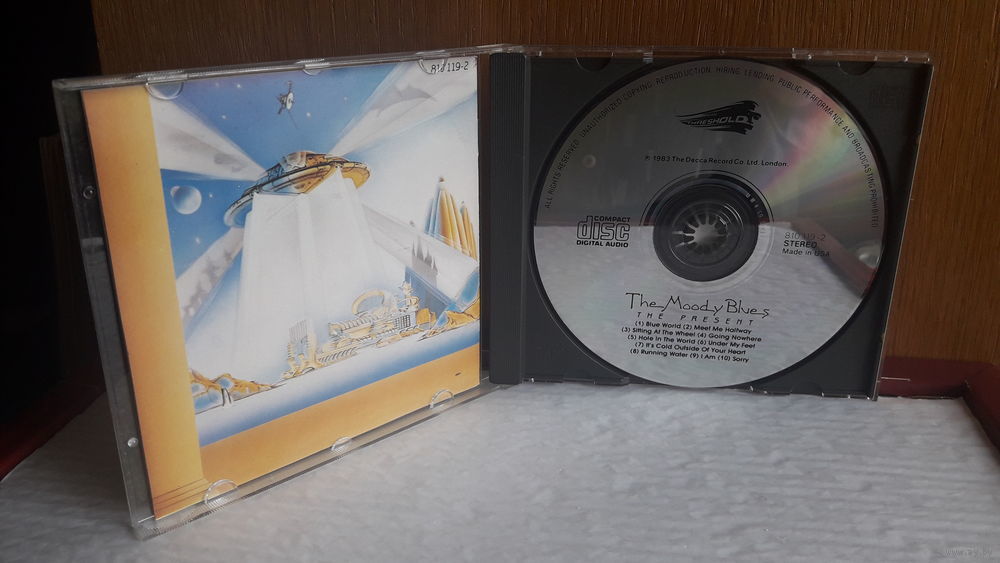 810 119-2
ALL RIGHTS RESERVED. UNAUTHORIZED COPYING, REPRODUCTION, HIRING, LENDING, PUBLIC PERFORMANCE AND BROADCASTING PROHIBITED
THRESHOLD
℗ 1983 The Decca Record Co. Ltd. London.
COMPACT
disc
DIGITAL AUDIO
810 119-2
STEREO
Made in USA
The Moody Blues
THE PRESENT
(1) Blue World (2) Meet Me Halfway
(3) Sitting At The Wheel (4) Going Nowhere
(5) Hole In The World (6) Under My Feet
(7) It's Cold Outside Of Your Heart
(8) Running Water (9) I Am (10) Sorry